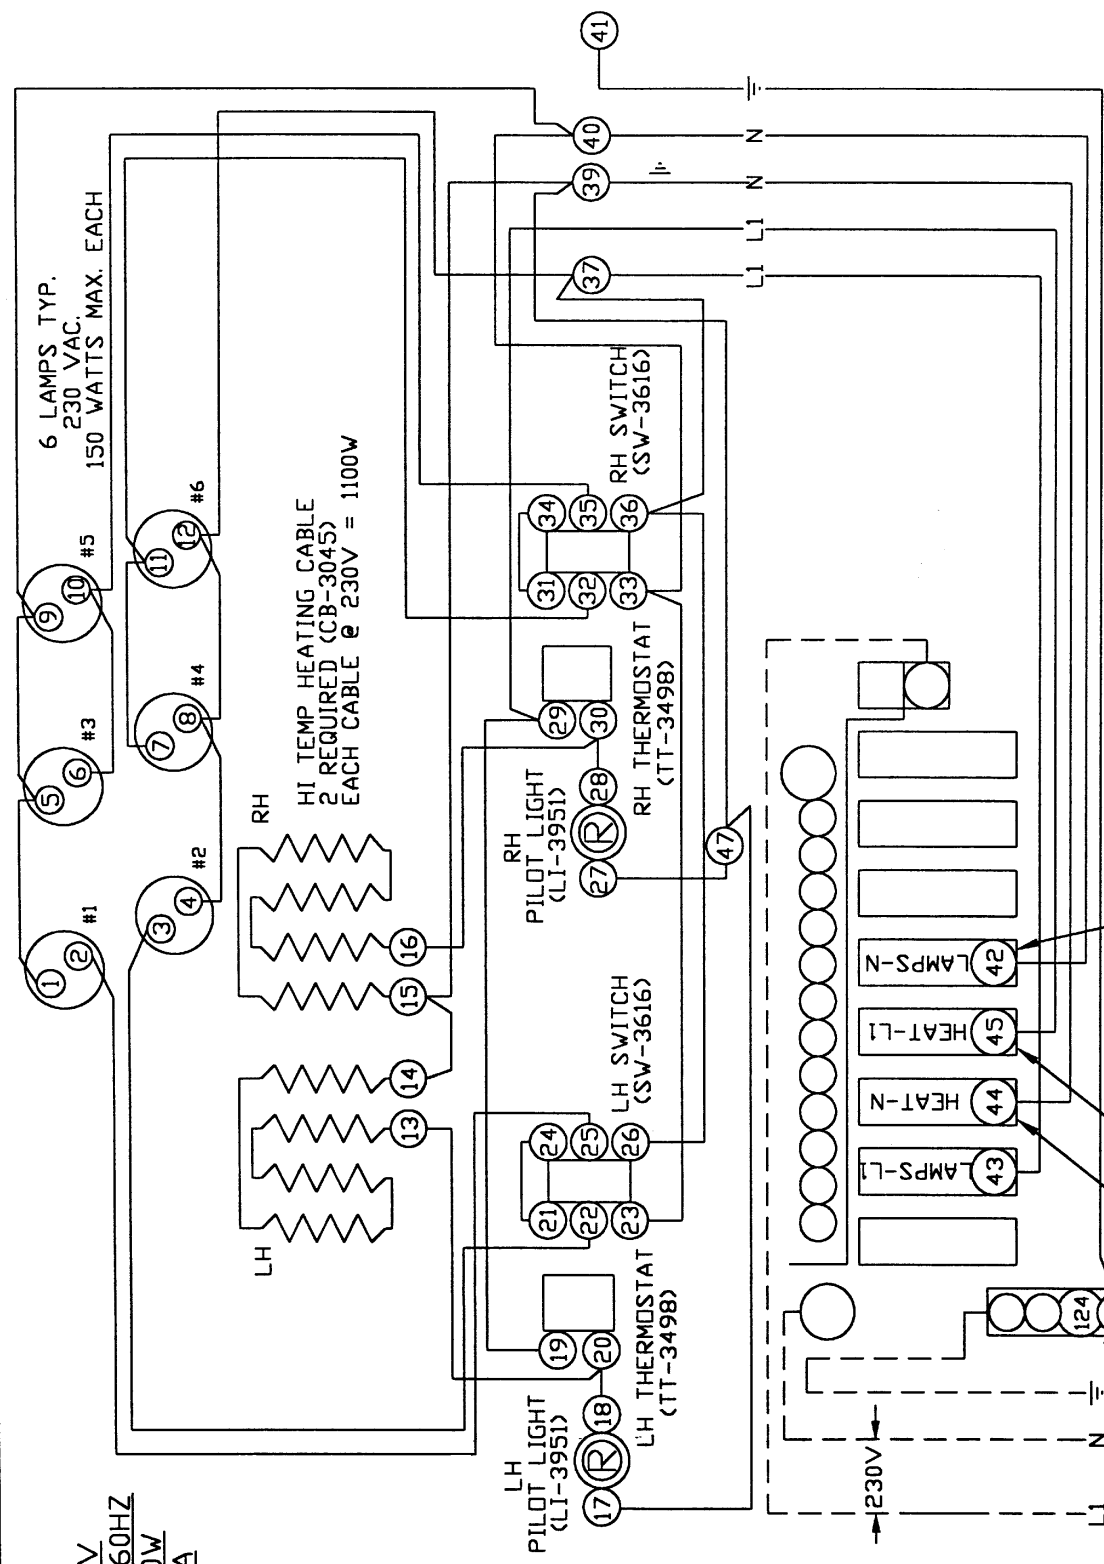 V
60HZ
0W
A
6 LAMPS TYP.
230 VAC.
150 WATTS MAX. EACH
1
2
#1
3
4
#2
5
6
#3
7
8
#4
9
10
#5
11
12
#6
HI TEMP HEATING CABLE
2 REQUIRED (CB-3045)
EACH CABLE @ 230V = 1100W
LH
RH
13
14
15
16
LH
PILOT LIGHT
(LI-3951)
17
R
18
19
20
LH THERMOSTAT
(TT-3498)
21
22
23
24
25
26
LH SWITCH
(SW-3616)
RH
PILOT LIGHT
(LI-3951)
27
R
28
29
30
RH THERMOSTAT
(TT-3498)
31
32
33
34
35
36
RH SWITCH
(SW-3616)
47
37
39
40
41
L1
L1
N
N
LAMPS-L1
43
HEAT-N
44
HEAT-L1
45
LAMPS-N
42
124
230V
L1
N